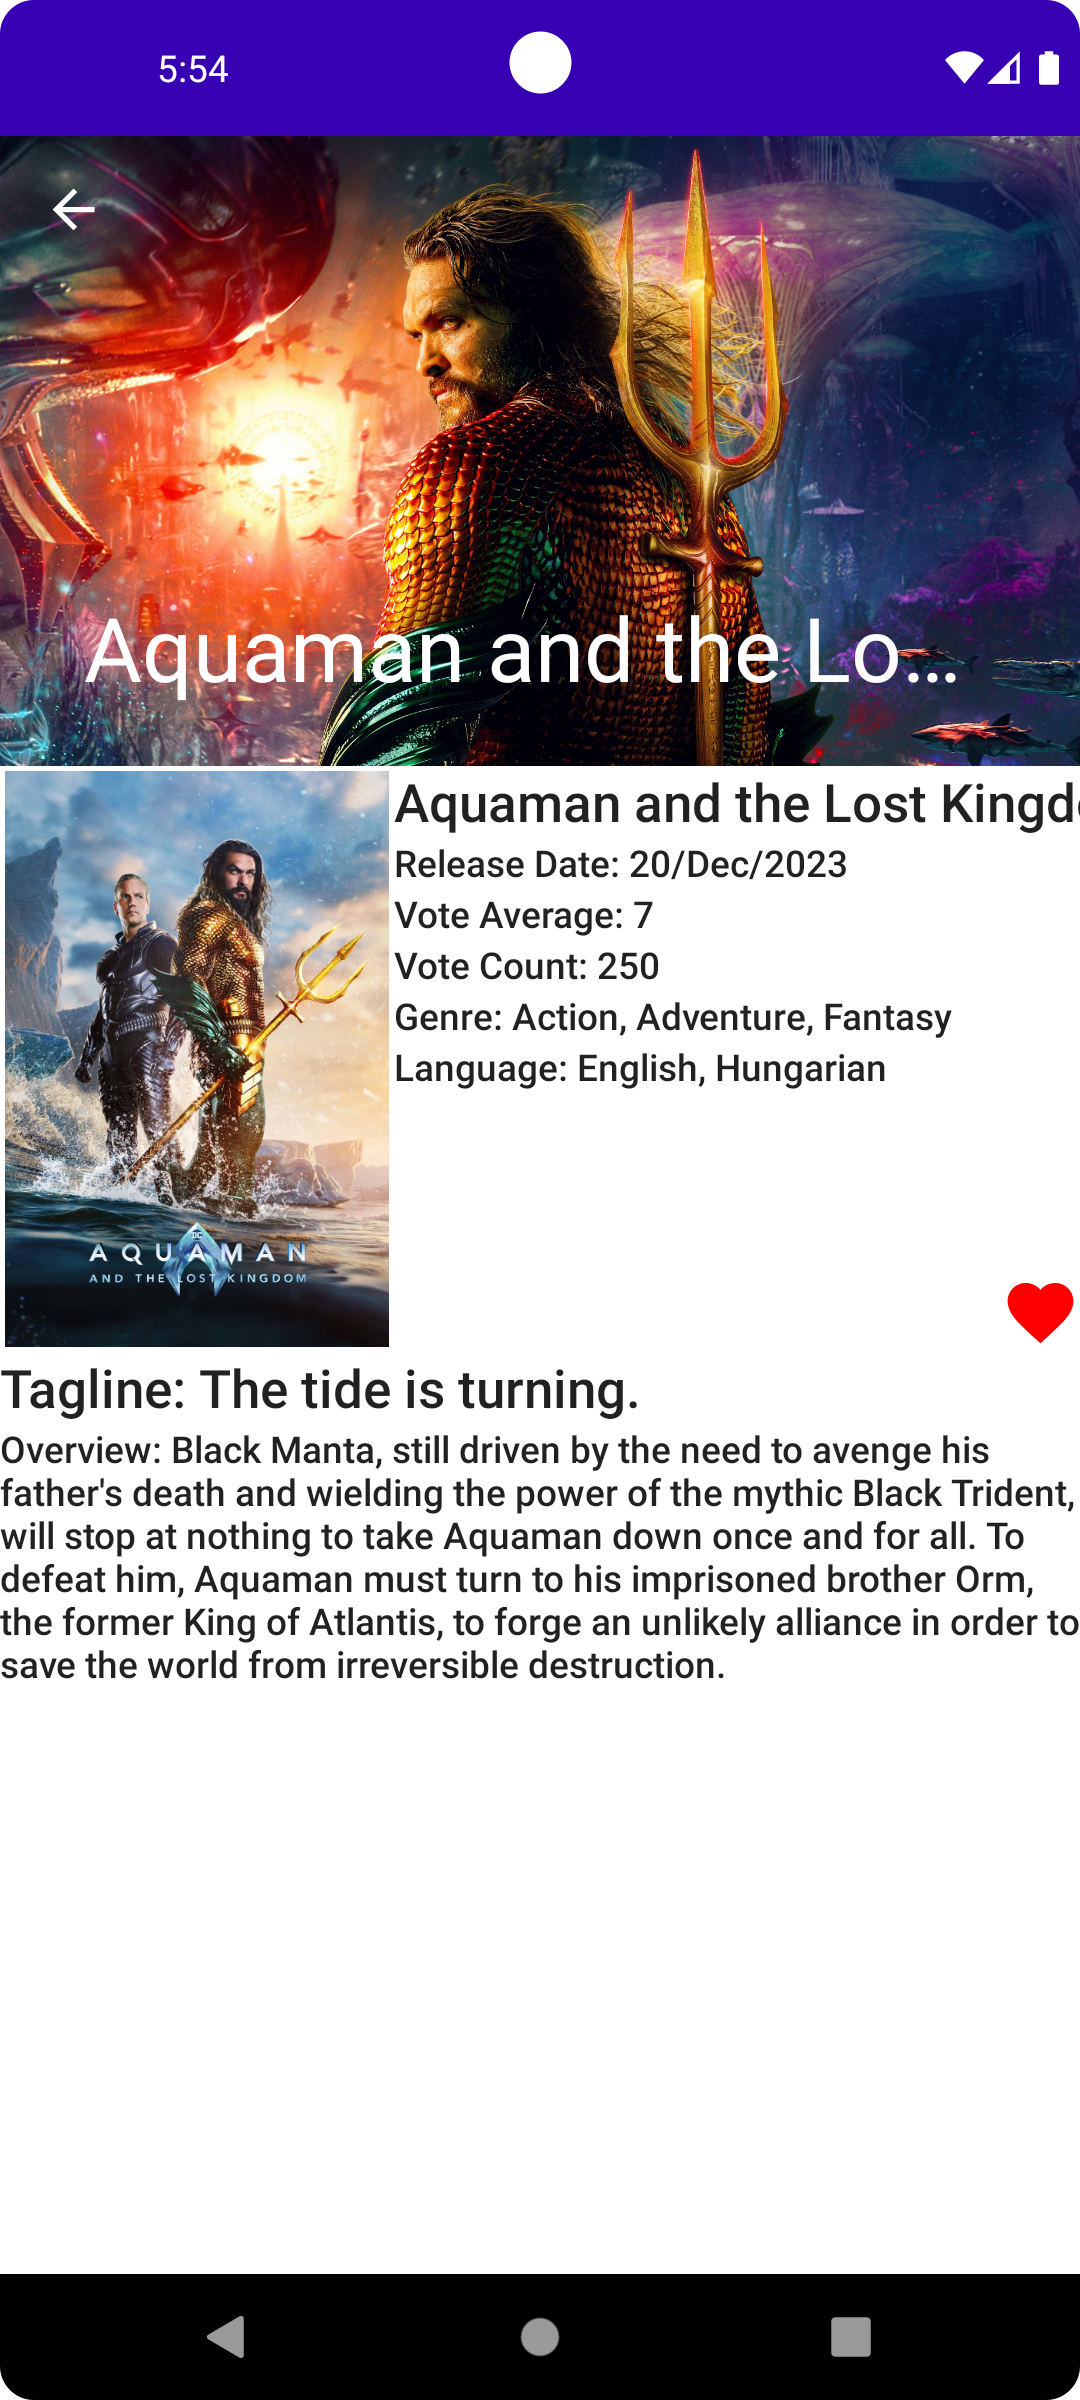 5:54
Aquaman and the Lo...
Aquaman and the Lost Kingd
Release Date: 20/Dec/2023
Vote Average: 7
Vote Count: 250
Genre: Action, Adventure, Fantasy
Language: English, Hungarian
DC
AQUAMAN
AND THE LOST KINGDOM
Tagline: The tide is turning.
Overview: Black Manta, still driven by the need to avenge his
father's death and wielding the power of the mythic Black Trident,
will stop at nothing to take Aquaman down once and for all. To
defeat him, Aquaman must turn to his imprisoned brother Orm,
the former King of Atlantis, to forge an unlikely alliance in order to
save the world from irreversible destruction.